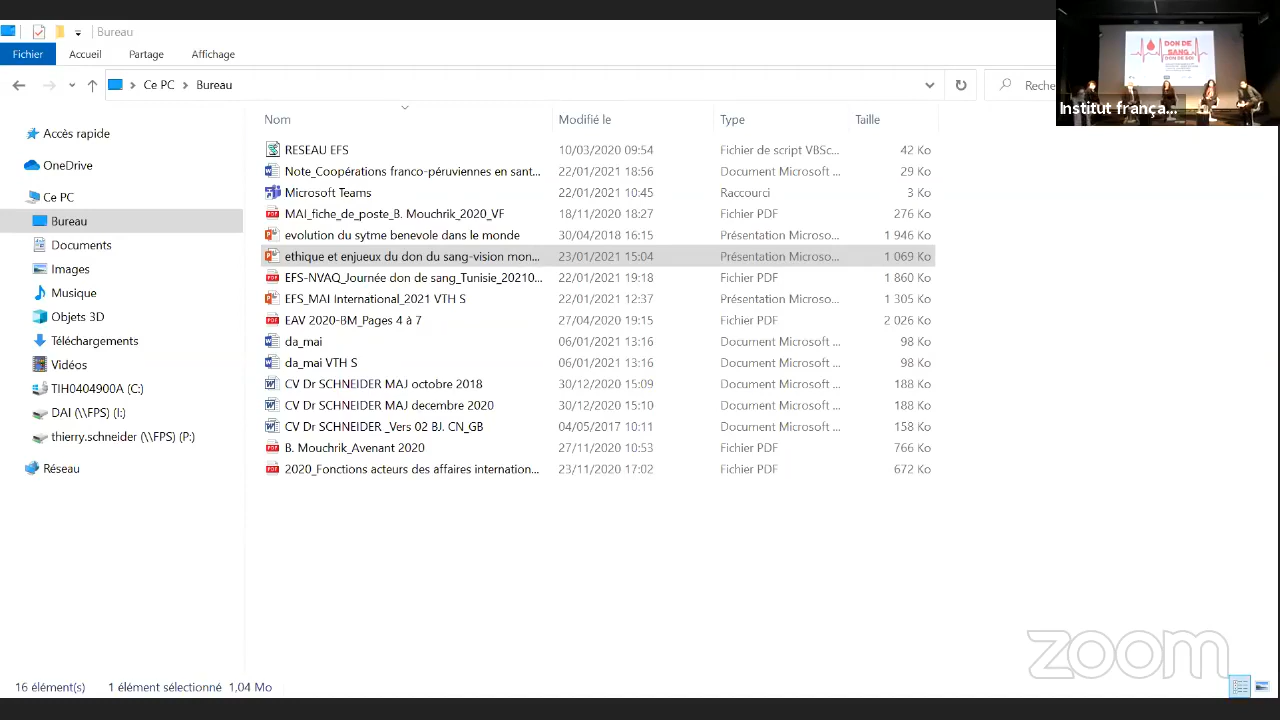 Bureau
Fichier Accueil Partage Affichage
Ce PC > Bureau
Reche
DON DE
SANG
DON DE SOI
Institut frança...
Nom Modifié le Type Taille
Accès rapide
OneDrive
Ce PC
Bureau
Documents
Images
Musique
Objets 3D
Téléchargements
Vidéos
TIH0404900A (C:)
DAI (\\FPS) (I:)
thierry.schneider (\\FPS) (P:)
Réseau
RESEAU EFS 10/03/2020 09:54 Fichier de script VBSc... 42 Ko
Note_Coopérations franco-péruviennes en sant... 22/01/2021 18:56 Document Microsoft ... 29 Ko
Microsoft Teams 22/01/2021 10:45 Raccourci 3 Ko
MAI_fiche_de_poste_B. Mouchrik_2020_VF 18/11/2020 18:27 Fichier PDF 276 Ko
evolution du sytme benevole dans le monde 30/04/2018 16:15 Présentation Microso... 1 946 Ko
ethique et enjueux du don du sang-vision mon... 23/01/2021 15:04 Présentation Microso... 1 069 Ko
EFS-NVAQ_Journée don de sang_Tunisie_20210... 22/01/2021 19:18 Fichier PDF 1 860 Ko
EFS_MAI International_2021 VTH S 22/01/2021 12:37 Présentation Microso... 1 305 Ko
EAV 2020-BM_Pages 4 à 7 27/04/2020 19:15 Fichier PDF 2 026 Ko
da_mai 06/01/2021 13:16 Document Microsoft ... 98 Ko
da_mai VTH S 06/01/2021 13:16 Document Microsoft ... 98 Ko
CV Dr SCHNEIDER MAJ octobre 2018 30/12/2020 15:09 Document Microsoft ... 188 Ko
CV Dr SCHNEIDER MAJ decembre 2020 30/12/2020 15:10 Document Microsoft ... 188 Ko
CV Dr SCHNEIDER _Vers 02 BJ. CN_GB 04/05/2017 10:11 Document Microsoft ... 158 Ko
B. Mouchrik_Avenant 2020 27/11/2020 10:53 Fichier PDF 766 Ko
2020_Fonctions acteurs des affaires internation... 23/11/2020 17:02 Fichier PDF 672 Ko
zoom
16 élément(s) 1 élément sélectionné 1,04 Mo